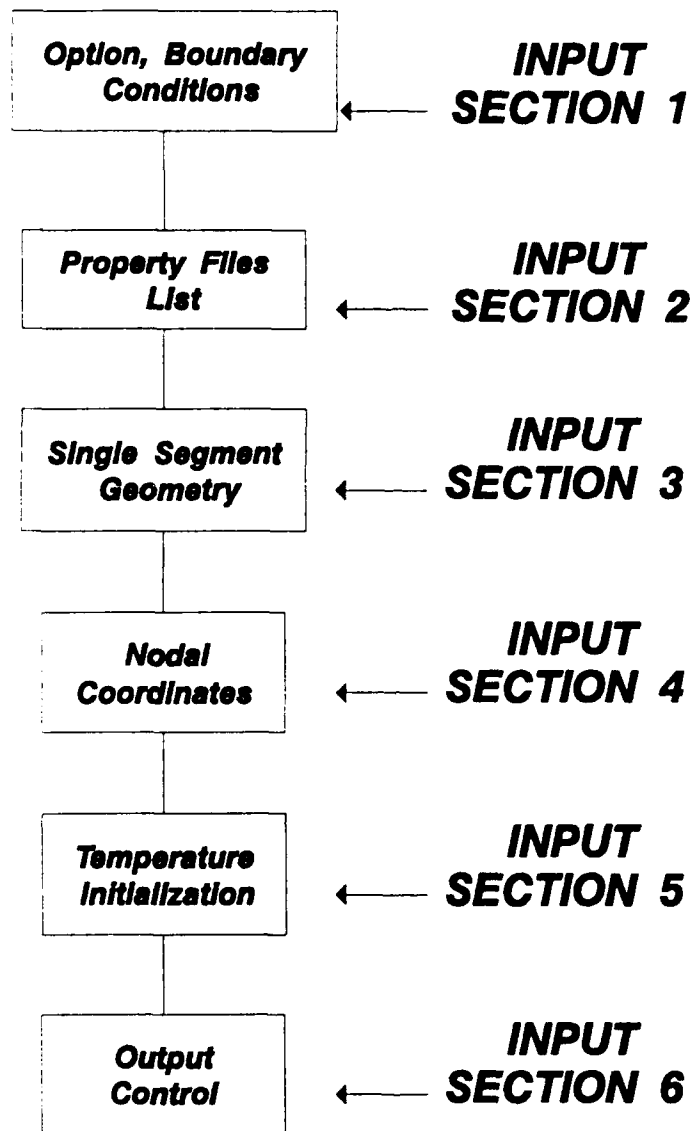 Option, Boundary
Conditions
INPUT
SECTION 1
Property Files
List
INPUT
SECTION 2
Single Segment
Geometry
INPUT
SECTION 3
Nodal
Coordinates
INPUT
SECTION 4
Temperature
Initialization
INPUT
SECTION 5
Output
Control
INPUT
SECTION 6